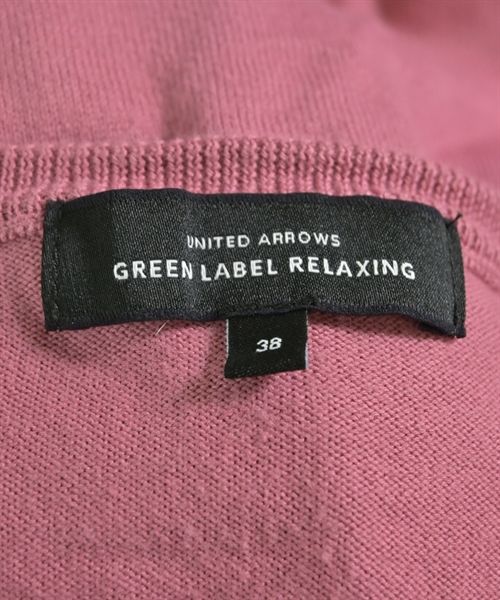 UNITED ARROWS
GREEN LABEL RELAXING
38